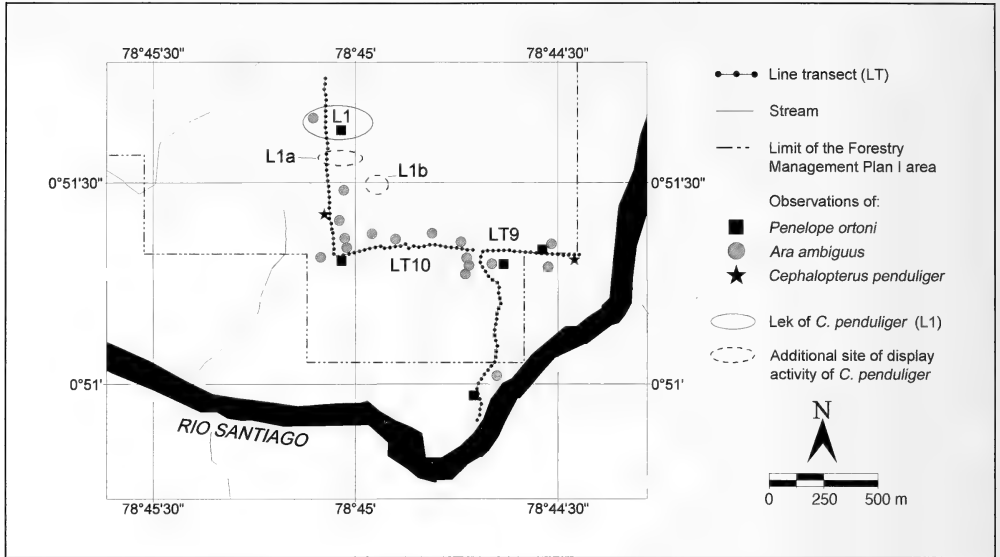 78°45'30"
78°45'
78°44'30"
L1
L1a
L1b
0°51'30"
0°51'30"
LT9
LT10
0°51'
0°51'
RIO SANTIAGO
78°45'30"
78°45'
78°44'30"
Line transect (LT)
Stream
Limit of the Forestry
Management Plan I area
Observations of:
Penelope ortoni
Ara ambiguus
Cephalopterus penduliger
Lek of C. penduliger (L1)
Additional site of display
activity of C. penduliger
N
0 250 500 m